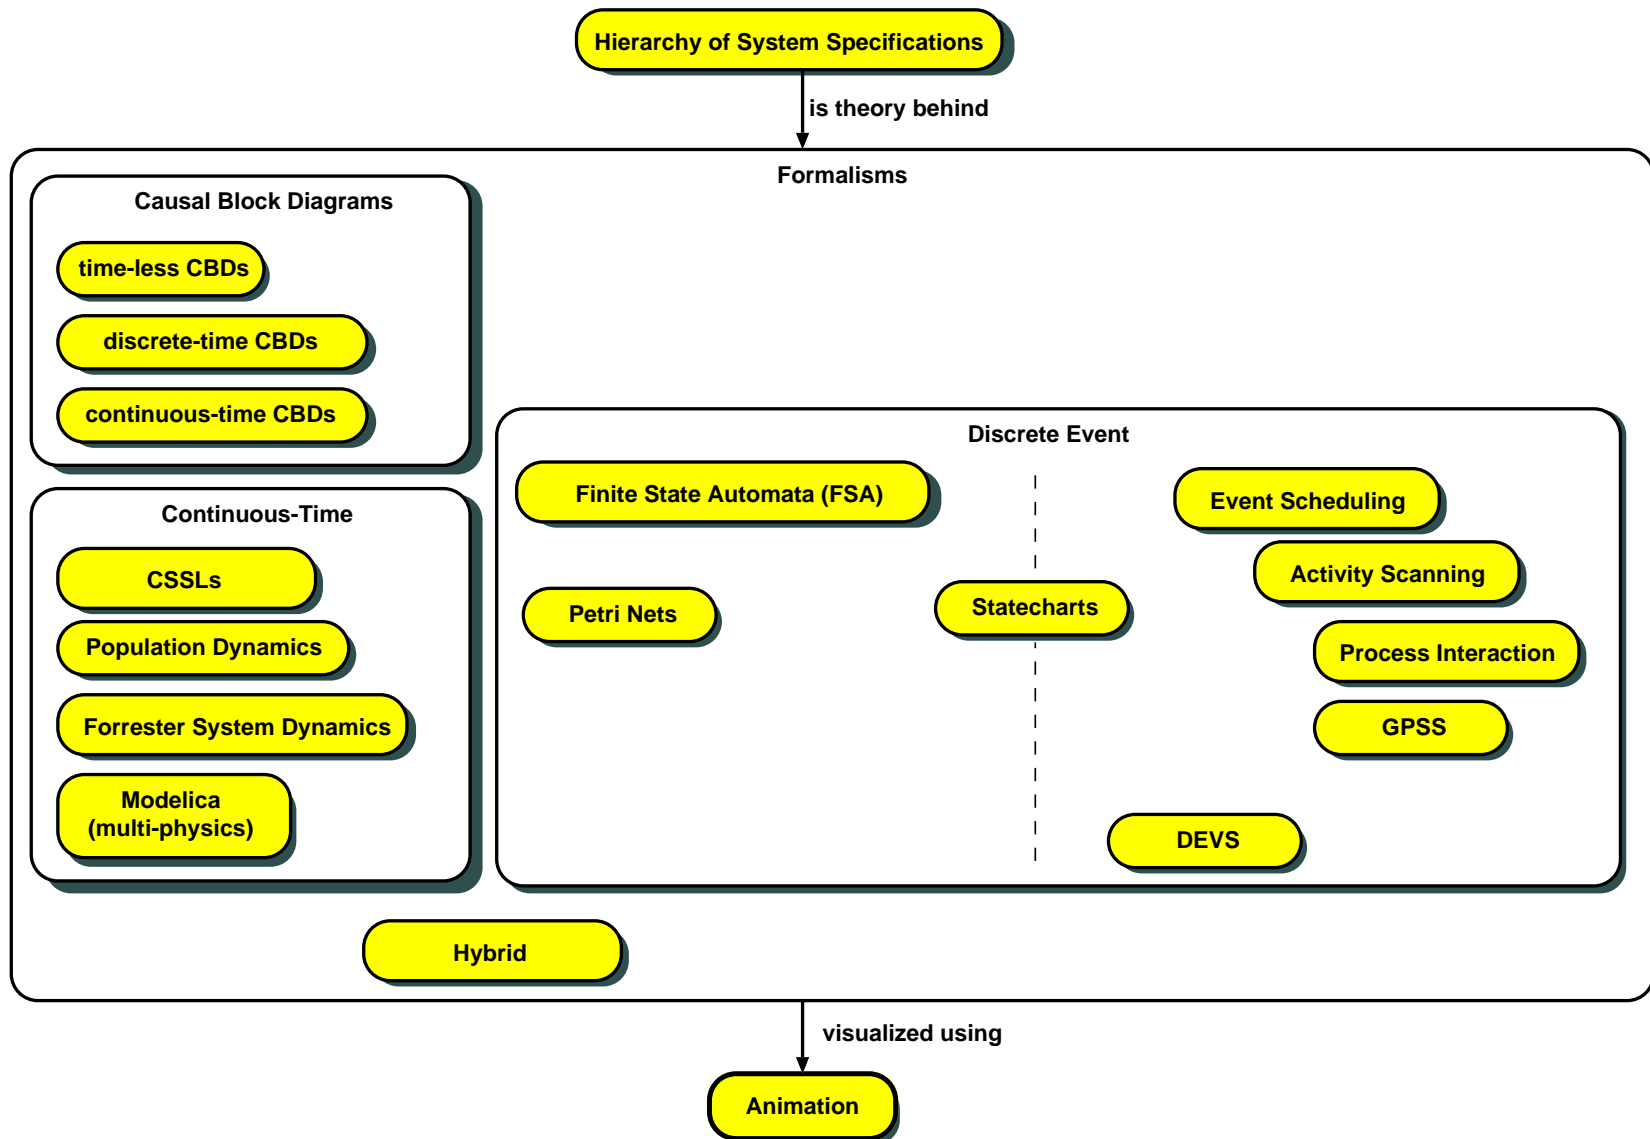 Hierarchy of System Specifications
is theory behind
Formalisms
Causal Block Diagrams
time-less CBDs
discrete-time CBDs
continuous-time CBDs
Continuous-Time
CSSLs
Population Dynamics
Forrester System Dynamics
Modelica
(multi-physics)
Discrete Event
Finite State Automata (FSA)
Petri Nets
Statecharts
Event Scheduling
Activity Scanning
Process Interaction
GPSS
DEVS
Hybrid
visualized using
Animation